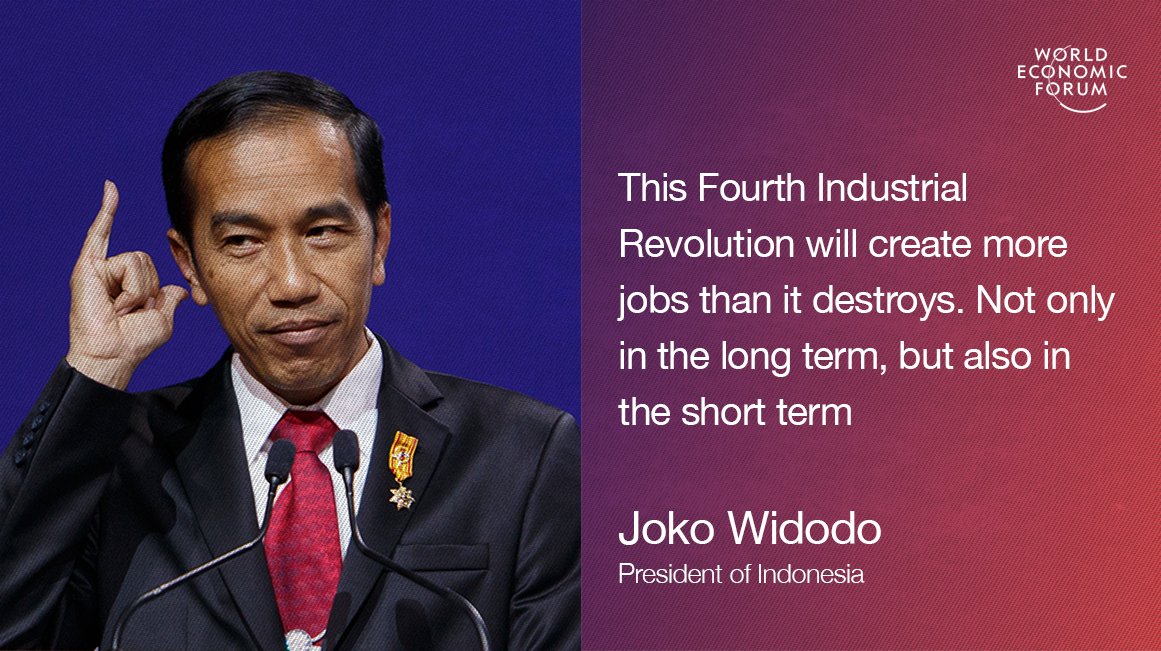 WORLD
ECONOMIC
FORUM
This Fourth Industrial
Revolution will create more
jobs than it destroys. Not only
in the long term, but also in
the short term
Joko Widodo
President of Indonesia